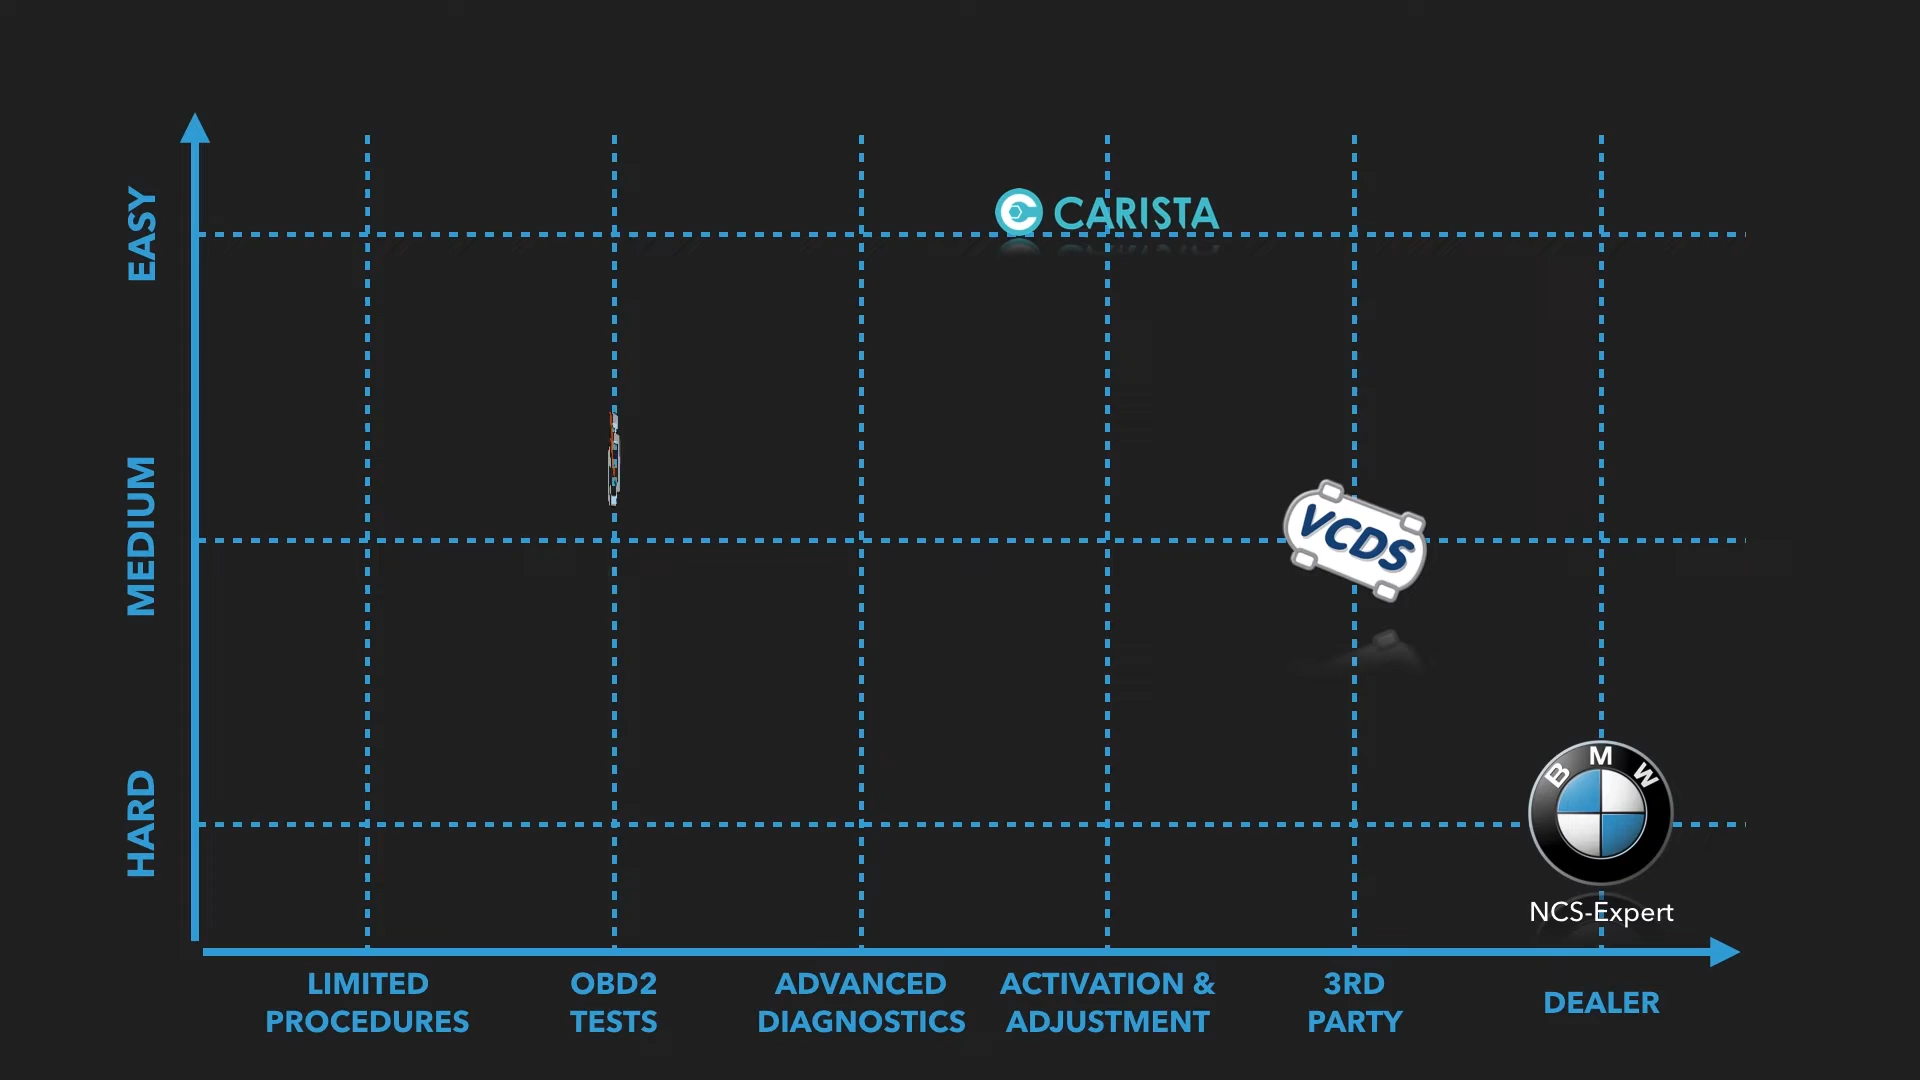 EASY
CARISTA
MEDIUM
VCDS
HARD
BMW
NCS-Expert
LIMITED
PROCEDURES
OBD2
TESTS
ADVANCED
DIAGNOSTICS
ACTIVATION &
ADJUSTMENT
3RD
PARTY
DEALER